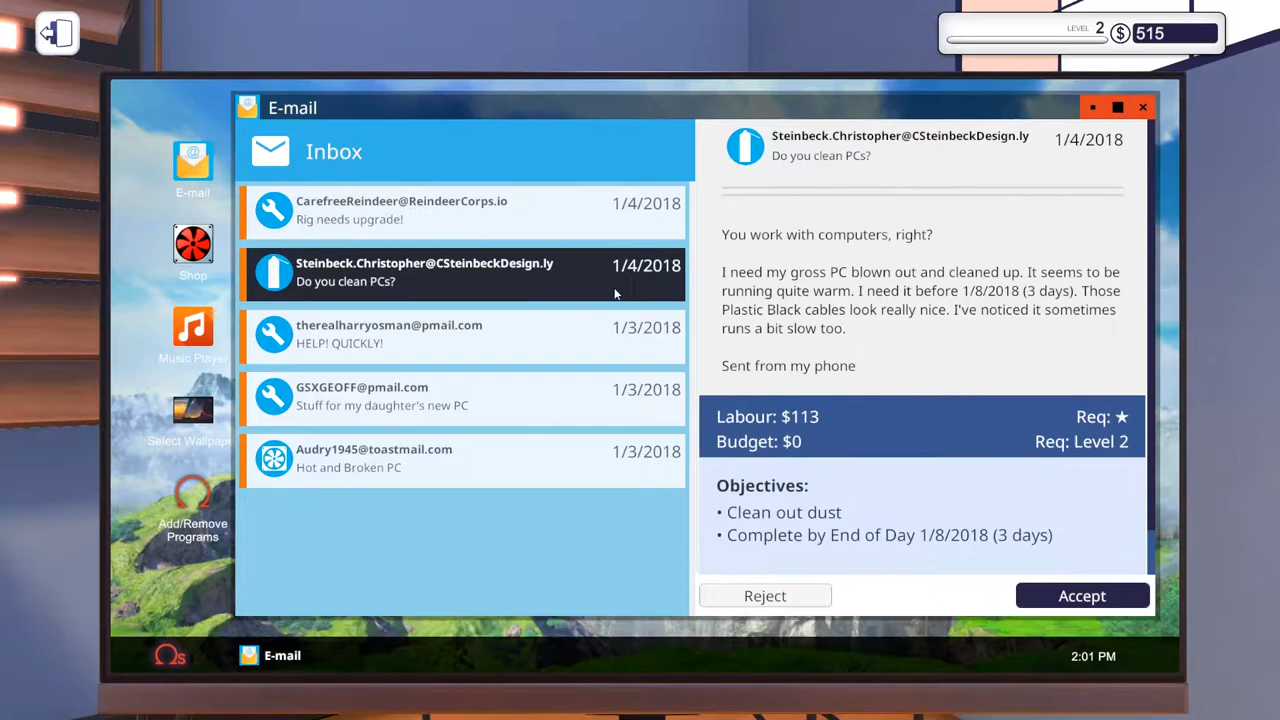 LEVEL 2
$ 515
E-mail
Inbox
CarefreeReindeer@ReindeerCorps.io 1/4/2018
Rig needs upgrade!
Steinbeck.Christopher@CSteinbeckDesign.ly 1/4/2018
Do you clean PCs?
therealharryosman@pmail.com 1/3/2018
HELP! QUICKLY!
GSXGEOFF@pmail.com 1/3/2018
Stuff for my daughter's new PC
Audry1945@toastmail.com 1/3/2018
Hot and Broken PC
Steinbeck.Christopher@CSteinbeckDesign.ly 1/4/2018
Do you clean PCs?
You work with computers, right?
I need my gross PC blown out and cleaned up. It seems to be
running quite warm. I need it before 1/8/2018 (3 days). Those
Plastic Black cables look really nice. I've noticed it sometimes
runs a bit slow too.
Sent from my phone
Labour: $113 Req: ★
Budget: $0 Req: Level 2
Objectives:
• Clean out dust
• Complete by End of Day 1/8/2018 (3 days)
Reject Accept
E-mail
Shop
Music Player
Select Wallpap
Add/Remove
Programs
Ωs E-mail 2:01 PM